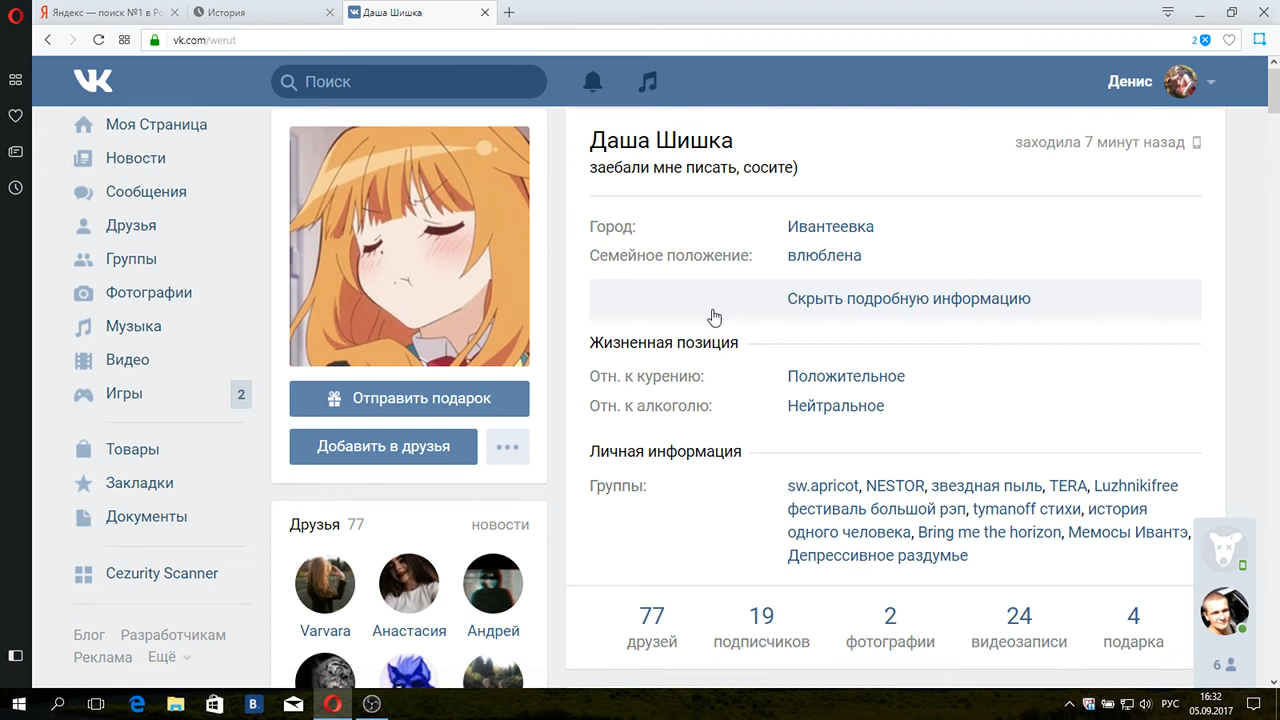 Яндекс — поиск №1 в Ро
История
Даша Шишка
vk.com/werut
2
Поиск
Денис
Моя Страница
Новости
Сообщения
Друзья
Группы
Фотографии
Музыка
Видео
Игры 2
Товары
Закладки
Документы
Cezurity Scanner
Блог Разработчикам
Реклама Ещё
Отправить подарок
Добавить в друзья
Друзья 77 новости
Varvara Анастасия Андрей
Даша Шишка
заходила 7 минут назад
заебали мне писать, сосите)
Город: Ивантеевка
Семейное положение: влюблена
Скрыть подробную информацию
Жизненная позиция
Отн. к курению: Положительное
Отн. к алкоголю: Нейтральное
Личная информация
Группы: sw.apricot, NESTOR, звездная пыль, TERA, Luzhnikifree
фестиваль большой рэп, tymanoff стихи, история
одного человека, Bring me the horizon, Мемосы Ивантэ,
Депрессивное раздумье
77 19 2 24 4
друзей подписчиков фотографии видеозаписи подарка
6
16:32
РУС
05.09.2017